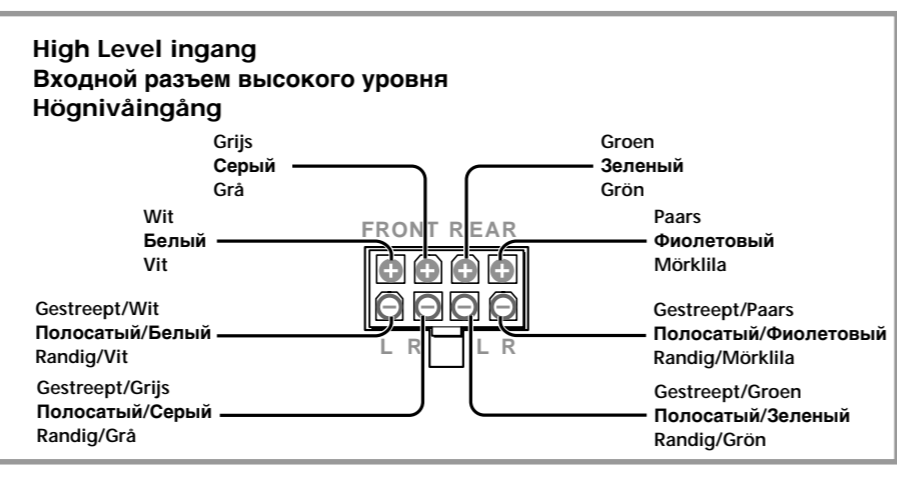 High Level ingang
Входной разъем высокого уровня
Högnivåingång
Grijs
Серый
Grå
Groen
Зеленый
Grön
Wit
Белый
Vit
Paars
Фиолетовый
Mörklila
FRONT REAR
Gestreept/Wit
Полосатый/Белый
Randig/Vit
Gestreept/Paars
Полосатый/Фиолетовый
Randig/Mörklila
L R L R
Gestreept/Grijs
Полосатый/Серый
Randig/Grå
Gestreept/Groen
Полосатый/Зеленый
Randig/Grön